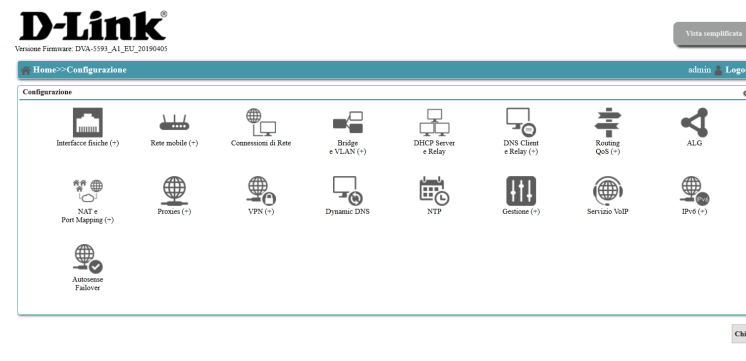 D-Link®
Versione Firmware: DVA-5593_A1_EU_20190405
Vista semplificata
Home>>Configurazione
admin
Configurazione
Interfacce fisiche (+)
Rete mobile (+)
Connessioni di Rete
Bridge
e VLAN (+)
DHCP Server
e Relay
DNS Client
e Relay (+)
Routing
QoS (+)
ALG
NAT e
Port Mapping (+)
Proxies (+)
VPN (+)
Dynamic DNS
NTP
Gestione (+)
Servizio VoIP
IPv6
IPv6 (+)
Autosense
Failover